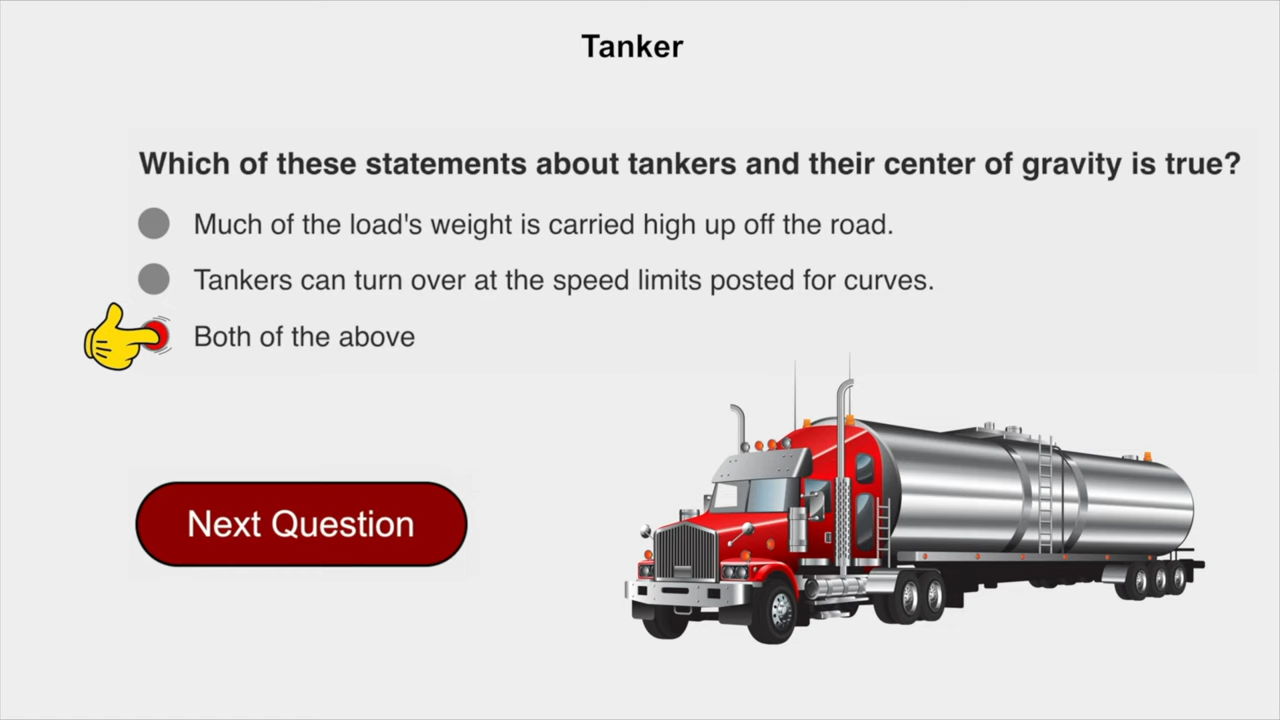 Tanker
Which of these statements about tankers and their center of gravity is true?
Much of the load's weight is carried high up off the road.
Tankers can turn over at the speed limits posted for curves.
Both of the above
Next Question